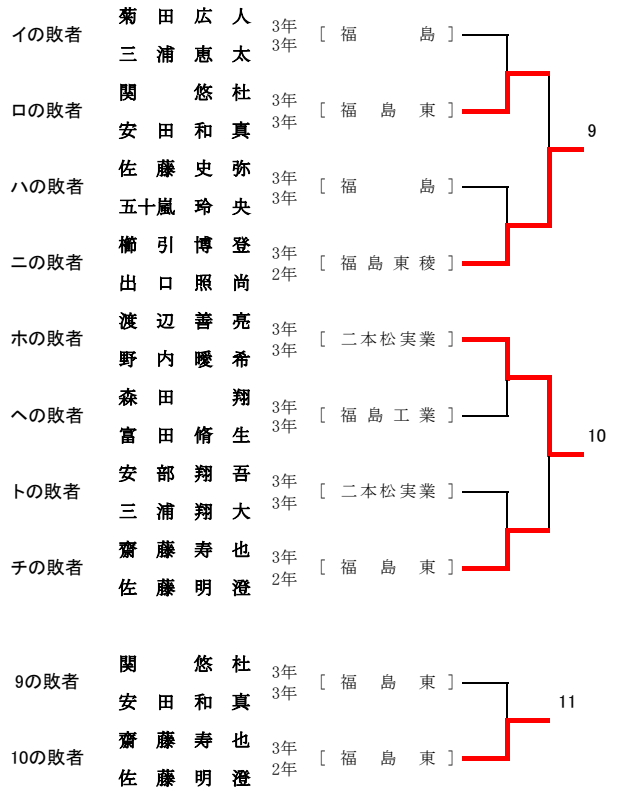 イの敗者 菊田広人 三浦恵太 3年 3年 [福島]
ロの敗者 関悠杜 安田和真 3年 3年 [福島東]
9
ハの敗者 佐藤史弥 五十嵐玲央 3年 3年 [福島]
ニの敗者 櫛引博登 出口照尚 3年 2年 [福島東稜]
ホの敗者 渡辺善亮 野内曖希 3年 3年 [二本松実業]
ヘの敗者 森田翔 富田脩生 3年 3年 [福島工業]
10
トの敗者 安部翔吾 三浦翔大 3年 3年 [二本松実業]
チの敗者 齋藤寿也 佐藤明澄 3年 2年 [福島東]
9の敗者 関悠杜 安田和真 3年 3年 [福島東]
11
10の敗者 齋藤寿也 佐藤明澄 3年 2年 [福島東]